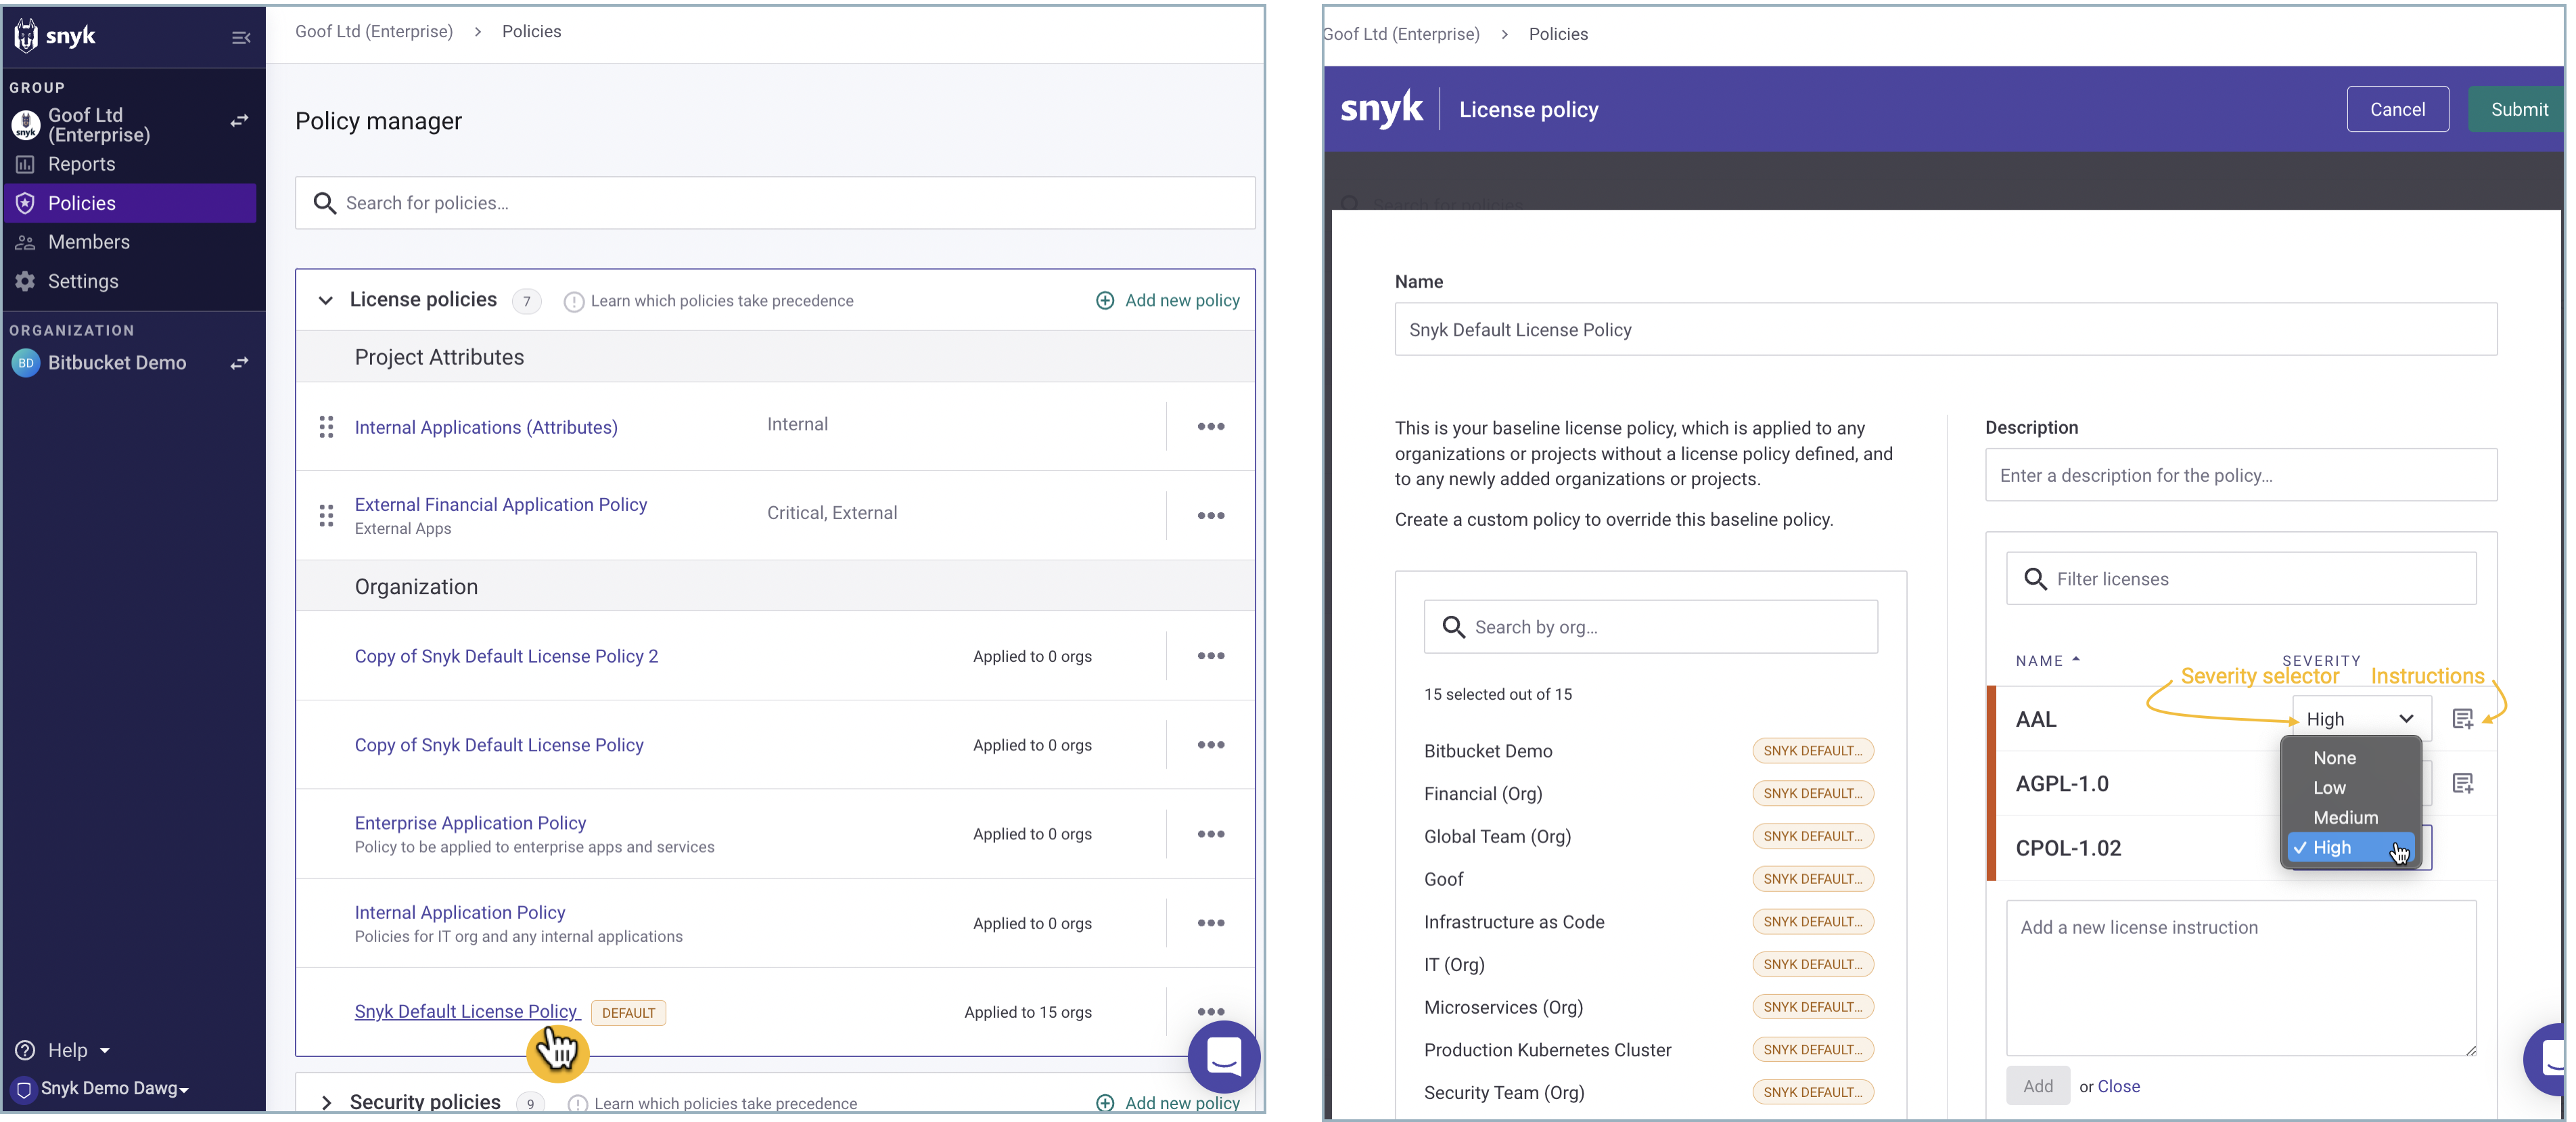 snyk
GROUP
snyk
Goof Ltd
(Enterprise)
Reports
Policies
Members
Settings
ORGANIZATION
BD
Bitbucket Demo
Help
Snyk Demo Dawg
Goof Ltd (Enterprise) > Policies
Policy manager
Search for policies...
License policies 7 Learn which policies take precedence Add new policy
Project Attributes
Internal Applications (Attributes) Internal
External Financial Application Policy Critical, External
External Apps
Organization
Copy of Snyk Default License Policy 2 Applied to 0 orgs
Copy of Snyk Default License Policy Applied to 0 orgs
Enterprise Application Policy Applied to 0 orgs
Policy to be applied to enterprise apps and services
Internal Application Policy Applied to 0 orgs
Policies for IT org and any internal applications
Snyk Default License Policy DEFAULT Applied to 15 orgs
Security policies 9 Learn which policies take precedence Add new policy
Goof Ltd (Enterprise) > Policies
snyk License policy Cancel Submit
Search for policies...
Name
Snyk Default License Policy
This is your baseline license policy, which is applied to any
organizations or projects without a license policy defined, and
to any newly added organizations or projects.
Create a custom policy to override this baseline policy.
Search by org...
15 selected out of 15
Bitbucket Demo SNYK DEFAULT...
Financial (Org) SNYK DEFAULT...
Global Team (Org) SNYK DEFAULT...
Goof SNYK DEFAULT...
Infrastructure as Code SNYK DEFAULT...
IT (Org) SNYK DEFAULT...
Microservices (Org) SNYK DEFAULT...
Production Kubernetes Cluster SNYK DEFAULT...
Security Team (Org) SNYK DEFAULT...
Description
Enter a description for the policy...
Filter licenses
NAME SEVERITY
Severity selector Instructions
AAL High
None
AGPL-1.0
Low
Medium
CPOL-1.02
✓ High
Add a new license instruction
Add or Close